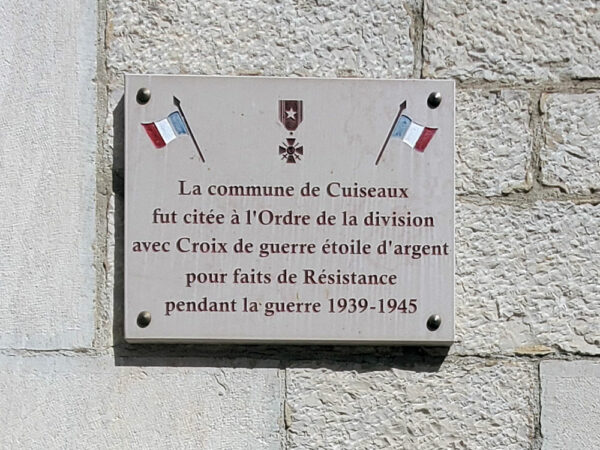 La commune de Cuiseaux
fut citée à l'Ordre de la division
avec Croix de guerre étoile d'argent
pour faits de Résistance
pendant la guerre 1939-1945